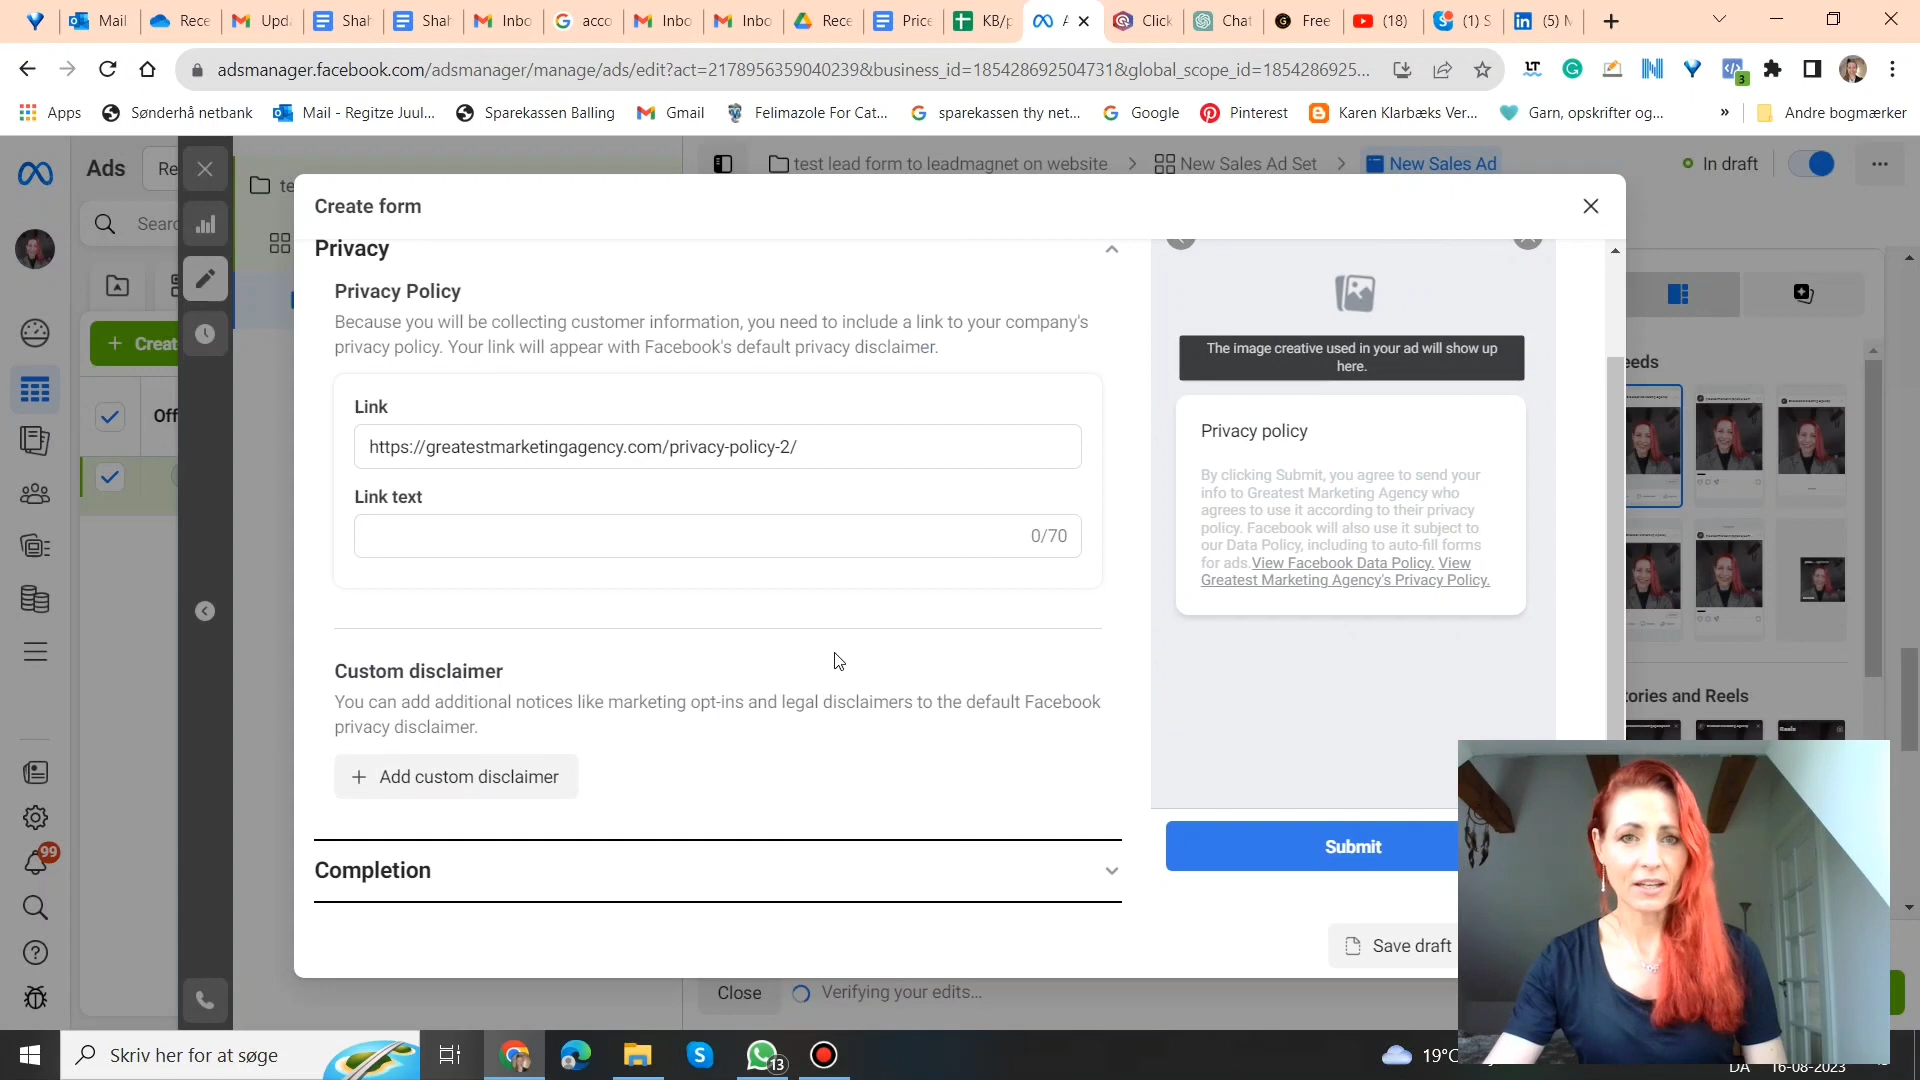 Mail
Rece
Upd
Shah
Shah
Inbo
acco
Inbo
Inbo
Rece
Price
KB/p
Click
Chat
Free
(18)
(1) S
(5) M
adsmanager.facebook.com/adsmanager/manage/ads/edit?act=2178956359040239&business_id=185428692504731&global_scope_id=1854286925...
Apps
Sønderhå netbank
Mail - Regitze Juul...
Sparekassen Balling
Gmail
Felimazole For Cat...
sparekassen thy net...
Google
Pinterest
Karen Klarbæks Ver...
Garn, opskrifter og...
»
Andre bogmærker
Ads
Re
test lead form to leadmagnet on website
New Sales Ad Set
New Sales Ad
In draft
Sear
te
Creat
Off
Create form
Privacy
Privacy Policy
Because you will be collecting customer information, you need to include a link to your company's
privacy policy. Your link will appear with Facebook's default privacy disclaimer.
Link
https://greatestmarketingagency.com/privacy-policy-2/
Link text
0/70
Custom disclaimer
You can add additional notices like marketing opt-ins and legal disclaimers to the default Facebook
privacy disclaimer.
+ Add custom disclaimer
Completion
The image creative used in your ad will show up
here.
Privacy policy
By clicking Submit, you agree to send your
info to Greatest Marketing Agency who
agrees to use it according to their privacy
policy. Facebook will also use it subject to
our Data Policy, including to auto-fill forms
for ads.View Facebook Data Policy. View
Greatest Marketing Agency's Privacy Policy.
Submit
Save draft
eeds
tories and Reels
Reels
Close
Verifying your edits...
99
Skriv her for at søge
13
19°C
DA
16-08-2023